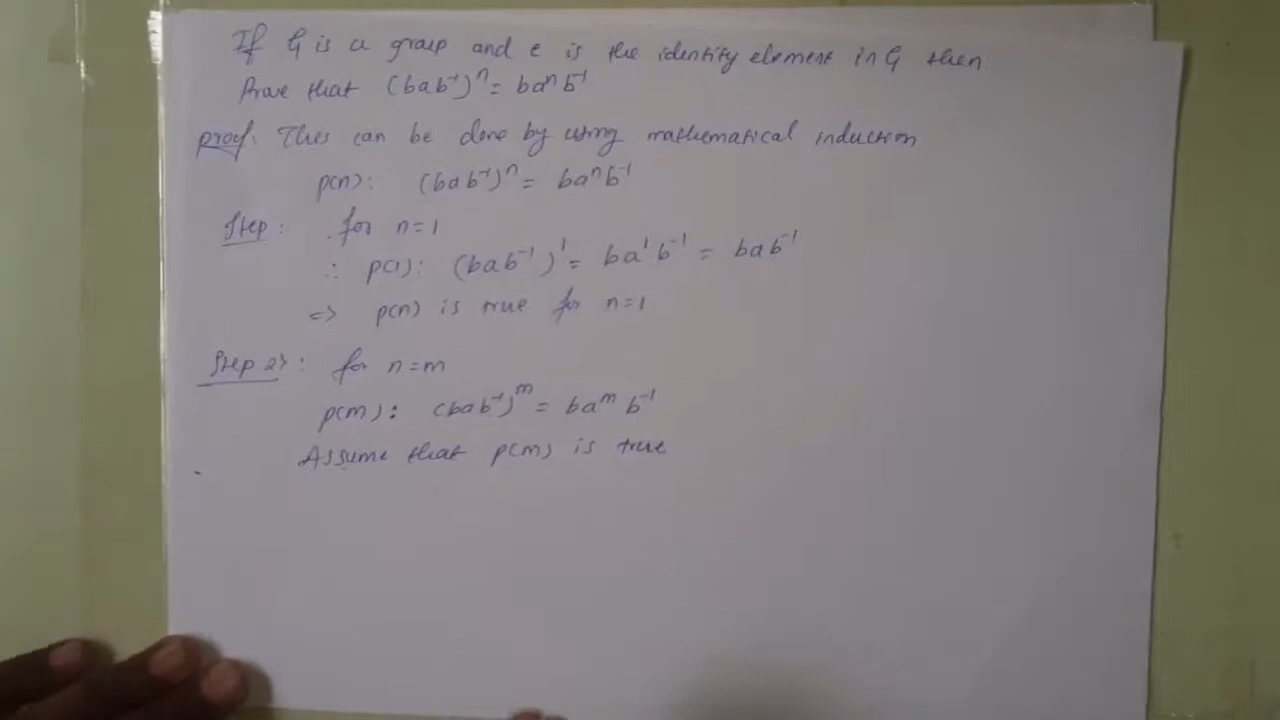 If G is a group and e is the identity element in G then
Prove that (bab⁻¹)ⁿ = baⁿb⁻¹
proof: This can be done by using mathematical induction
p(n): (bab⁻¹)ⁿ = baⁿb⁻¹
Step: for n=1
∴ p(1): (bab⁻¹)¹ = ba¹b⁻¹ = bab⁻¹
=> p(n) is true for n=1
Step 2>: for n=m
p(m): (bab⁻¹)ᵐ = baᵐb⁻¹
Assume that p(m) is true